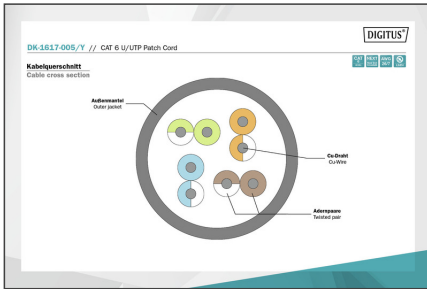 DIGITUS®
DK-1617-005/Y // CAT 6 U/UTP Patch Cord
Kabelquerschnitt
Cable cross section
Außenmantel
Outer jacket
Cu-Draht
Cu-Wire
Adernpaare
Twisted pair